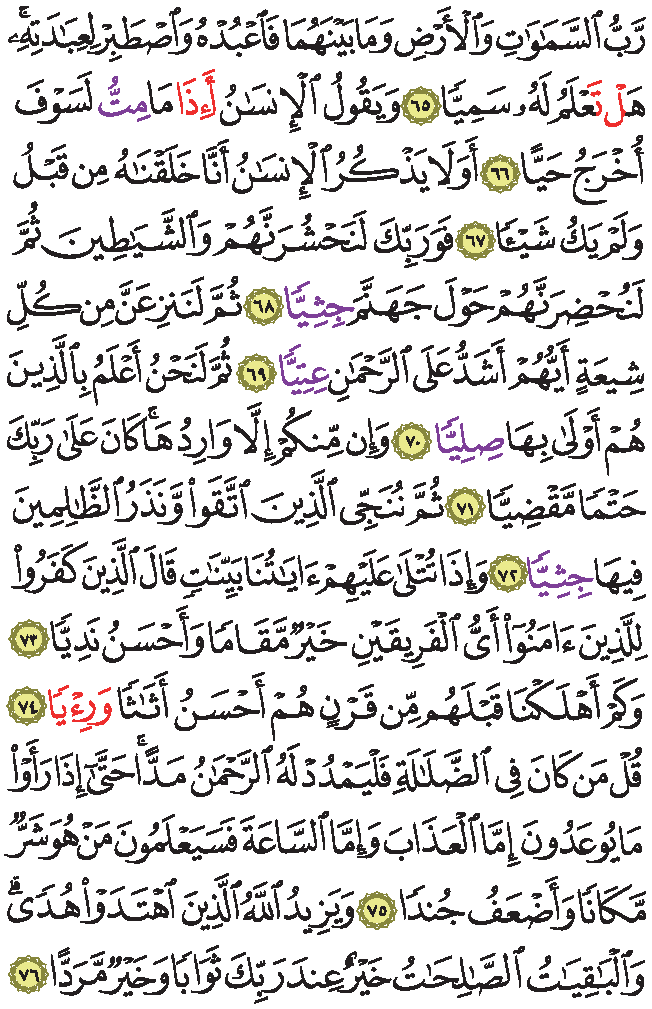 رَّبُّ ٱلسَّمَٰوَٰتِ وَٱلْأَرْضِ وَمَا بَيْنَهُمَا فَٱعْبُدْهُ وَٱصْطَبِرْ لِعِبَٰدَتِهِۦۚ
هَلْ تَعْلَمُ لَهُۥ سَمِيًّا ٦٥ وَيَقُولُ ٱلْإِنسَٰنُ أَءِذَا مَا مِتُّ لَسَوْفَ
أُخْرَجُ حَيًّا ٦٦ أَوَلَا يَذْكُرُ ٱلْإِنسَٰنُ أَنَّا خَلَقْنَٰهُ مِن قَبْلُ
وَلَمْ يَكُ شَيْـًٔا ٦٧ فَوَرَبِّكَ لَنَحْشُرَنَّهُمْ وَٱلشَّيَٰطِينَ ثُمَّ
لَنُحْضِرَنَّهُمْ حَوْلَ جَهَنَّمَ جِثِيًّا ٦٨ ثُمَّ لَنَنزِعَنَّ مِن كُلِّ
شِيعَةٍ أَيُّهُمْ أَشَدُّ عَلَى ٱلرَّحْمَٰنِ عِتِيًّا ٦٩ ثُمَّ لَنَحْنُ أَعْلَمُ بِٱلَّذِينَ
هُمْ أَوْلَىٰ بِهَا صِلِيًّا ٧٠ وَإِن مِّنكُمْ إِلَّا وَارِدُهَاۚ كَانَ عَلَىٰ رَبِّكَ
حَتْمًا مَّقْضِيًّا ٧١ ثُمَّ نُنَجِّى ٱلَّذِينَ ٱتَّقَوا۟ وَّنَذَرُ ٱلظَّٰلِمِينَ
فِيهَا جِثِيًّا ٧٢ وَإِذَا تُتْلَىٰ عَلَيْهِمْ ءَايَٰتُنَا بَيِّنَٰتٍ قَالَ ٱلَّذِينَ كَفَرُوا۟
لِلَّذِينَ ءَامَنُوٓا۟ أَىُّ ٱلْفَرِيقَيْنِ خَيْرٌ مَّقَامًا وَأَحْسَنُ نَدِيًّا ٧٣
وَكَمْ أَهْلَكْنَا قَبْلَهُم مِّن قَرْنٍ هُمْ أَحْسَنُ أَثَٰثًا وَرِءْيًا ٧٤
قُلْ مَن كَانَ فِى ٱلضَّلَٰلَةِ فَلْيَمْدُدْ لَهُ ٱلرَّحْمَٰنُ مَدًّاۚ حَتَّىٰٓ إِذَا رَأَوْا۟
مَا يُوعَدُونَ إِمَّا ٱلْعَذَابَ وَإِمَّا ٱلسَّاعَةَ فَسَيَعْلَمُونَ مَنْ هُوَ شَرٌّ
مَّكَانًا وَأَضْعَفُ جُندًا ٧٥ وَيَزِيدُ ٱللَّهُ ٱلَّذِينَ ٱهْتَدَوْا۟ هُدًىۗ
وَٱلْبَٰقِيَٰتُ ٱلصَّٰلِحَٰتُ خَيْرٌ عِندَ رَبِّكَ ثَوَابًا وَخَيْرٌ مَّرَدًّا ٧٦